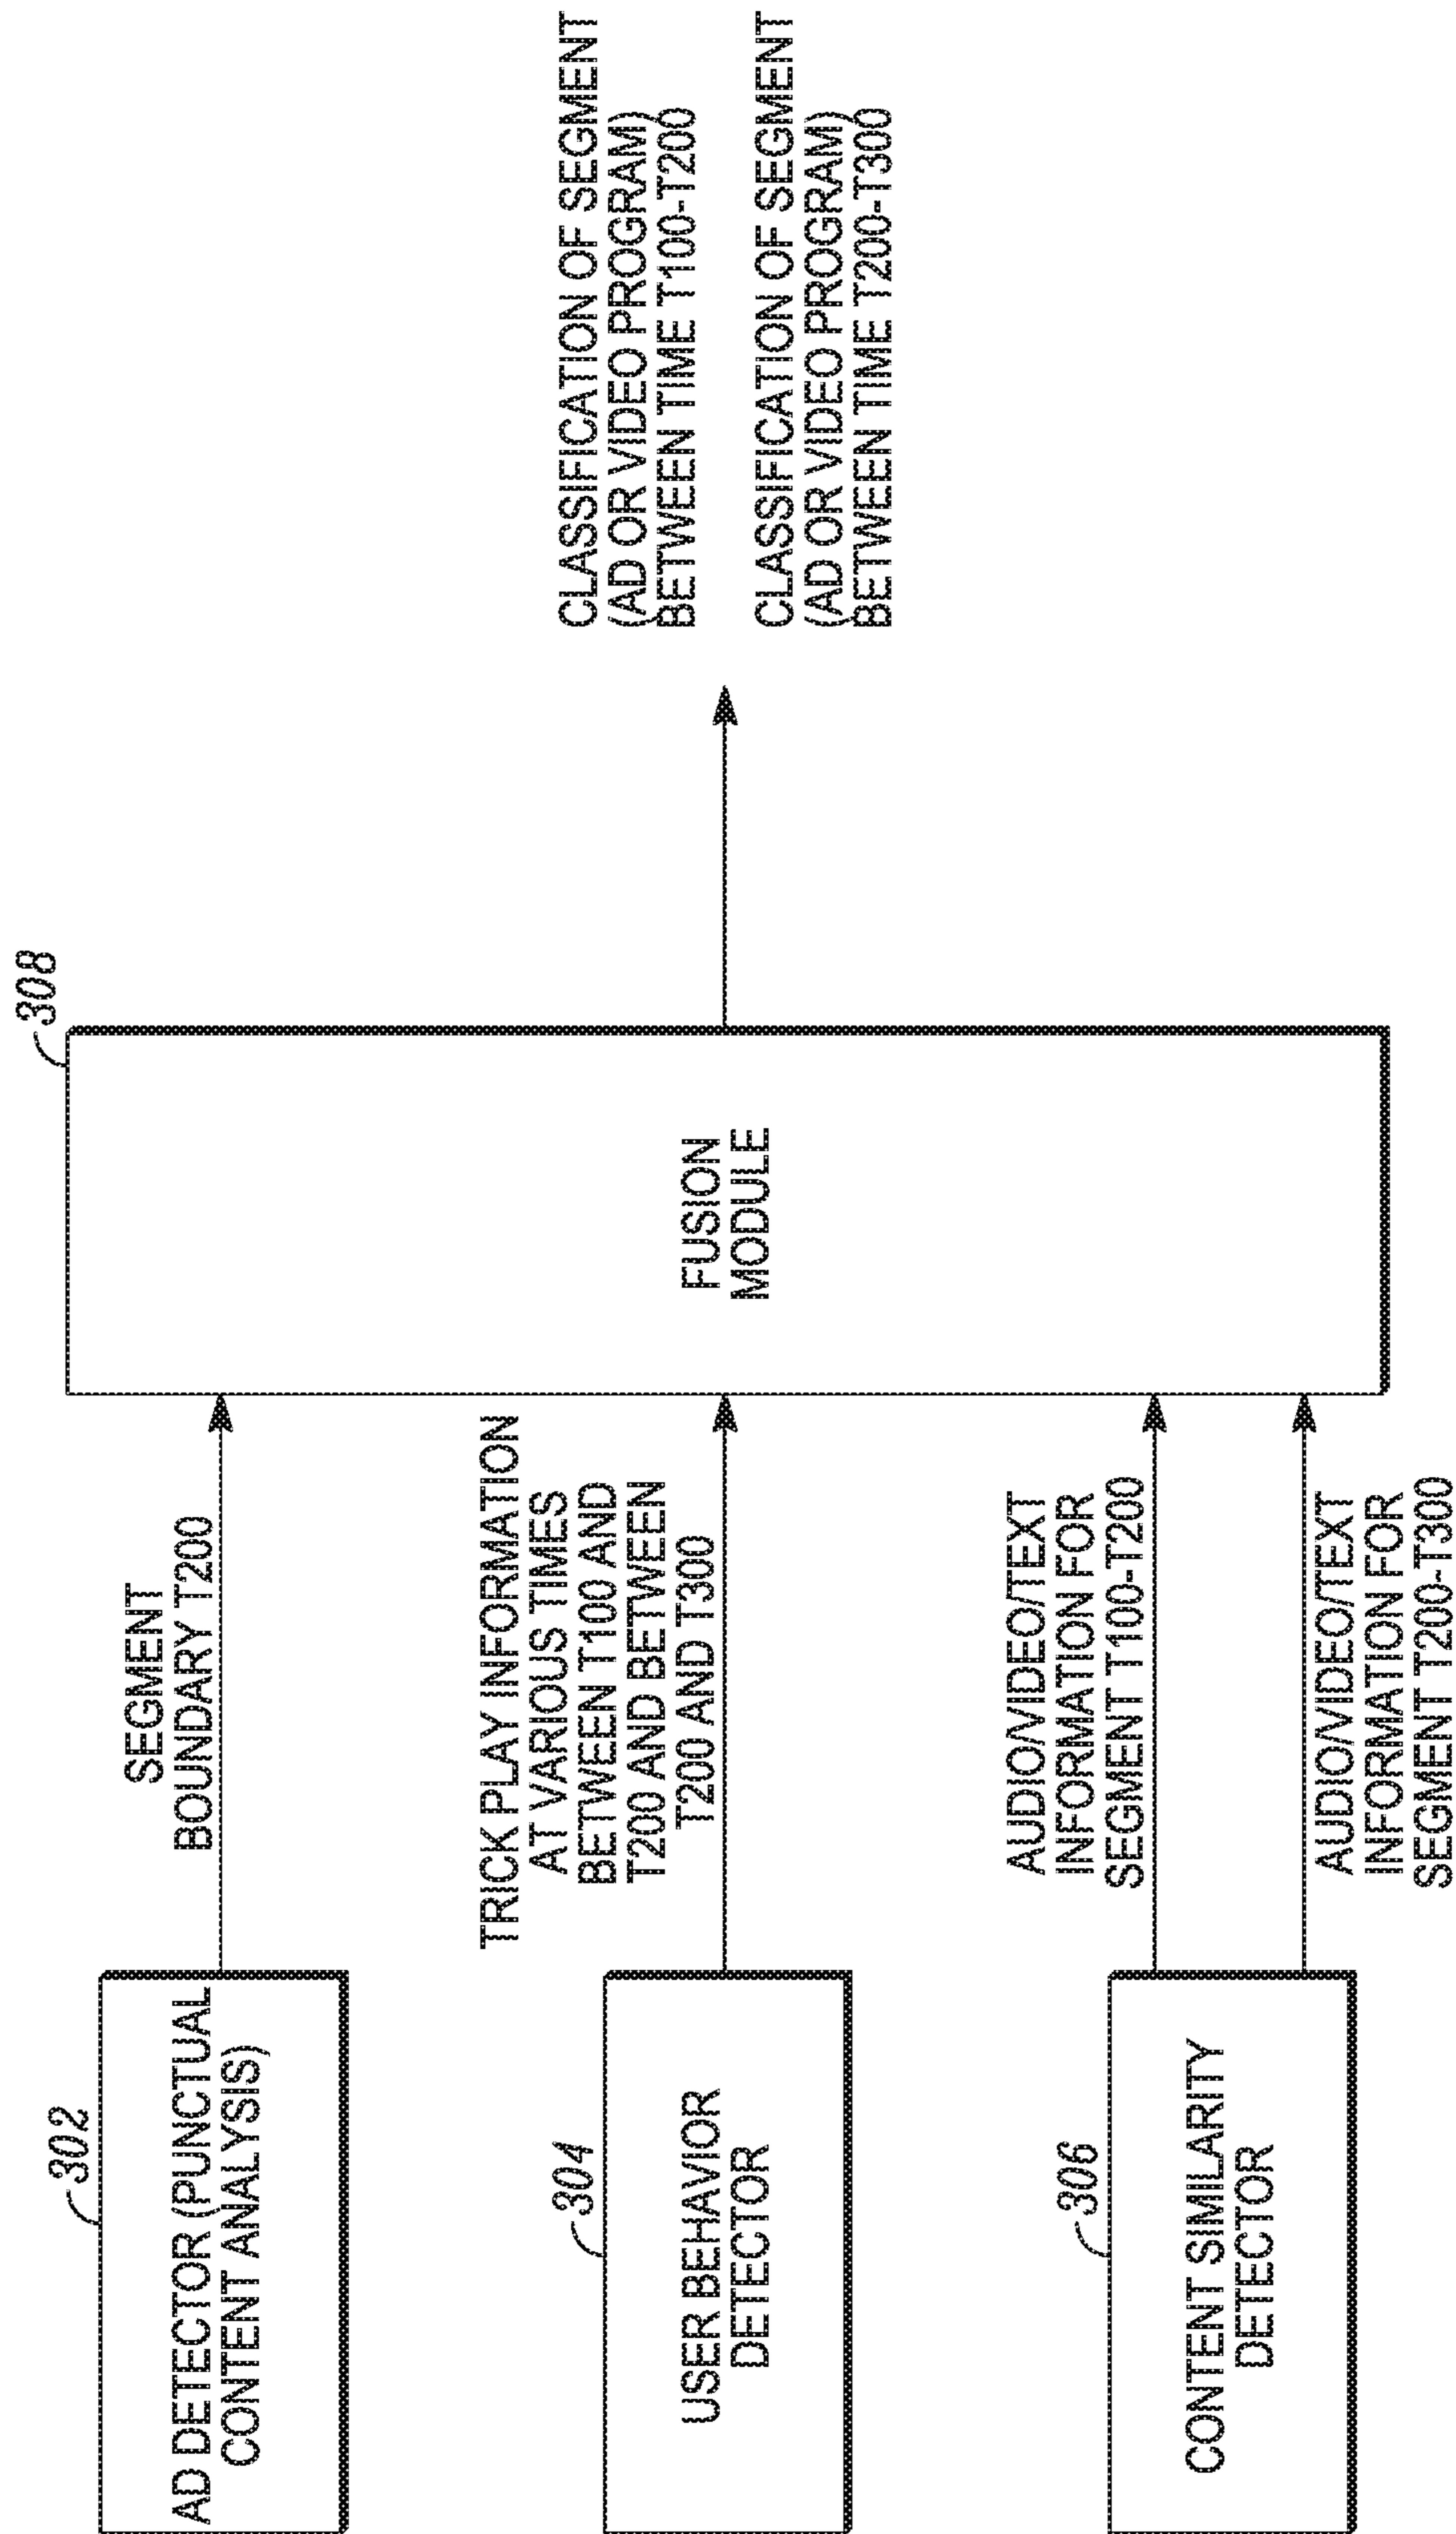 302
AD DETECTOR (PUNCTUAL
CONTENT ANALYSIS)
SEGMENT
BOUNDARY T200
304
USER BEHAVIOR
DETECTOR
TRICK PLAY INFORMATION
AT VARIOUS TIMES
BETWEEN T100 AND
T200 AND BETWEEN
T200 AND T300
306
CONTENT SIMILARITY
DETECTOR
AUDIO/VIDEO/TEXT
INFORMATION FOR
SEGMENT T100-T200
AUDIO/VIDEO/TEXT
INFORMATION FOR
SEGMENT T200-T300
308
FUSION
MODULE
CLASSIFICATION OF SEGMENT
(AD OR VIDEO PROGRAM)
BETWEEN TIME T100-T200
CLASSIFICATION OF SEGMENT
(AD OR VIDEO PROGRAM)
BETWEEN TIME T200-T300